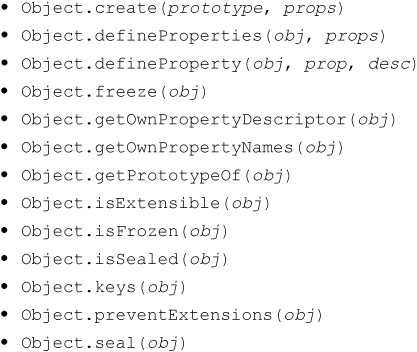 • Object.create(prototype, props)
• Object.defineProperties(obj, props)
• Object.defineProperty(obj, prop, desc)
• Object.freeze(obj)
• Object.getOwnPropertyDescriptor(obj)
• Object.getOwnPropertyNames(obj)
• Object.getPrototypeOf(obj)
• Object.isExtensible(obj)
• Object.isFrozen(obj)
• Object.isSealed(obj)
• Object.keys(obj)
• Object.preventExtensions(obj)
• Object.seal(obj)